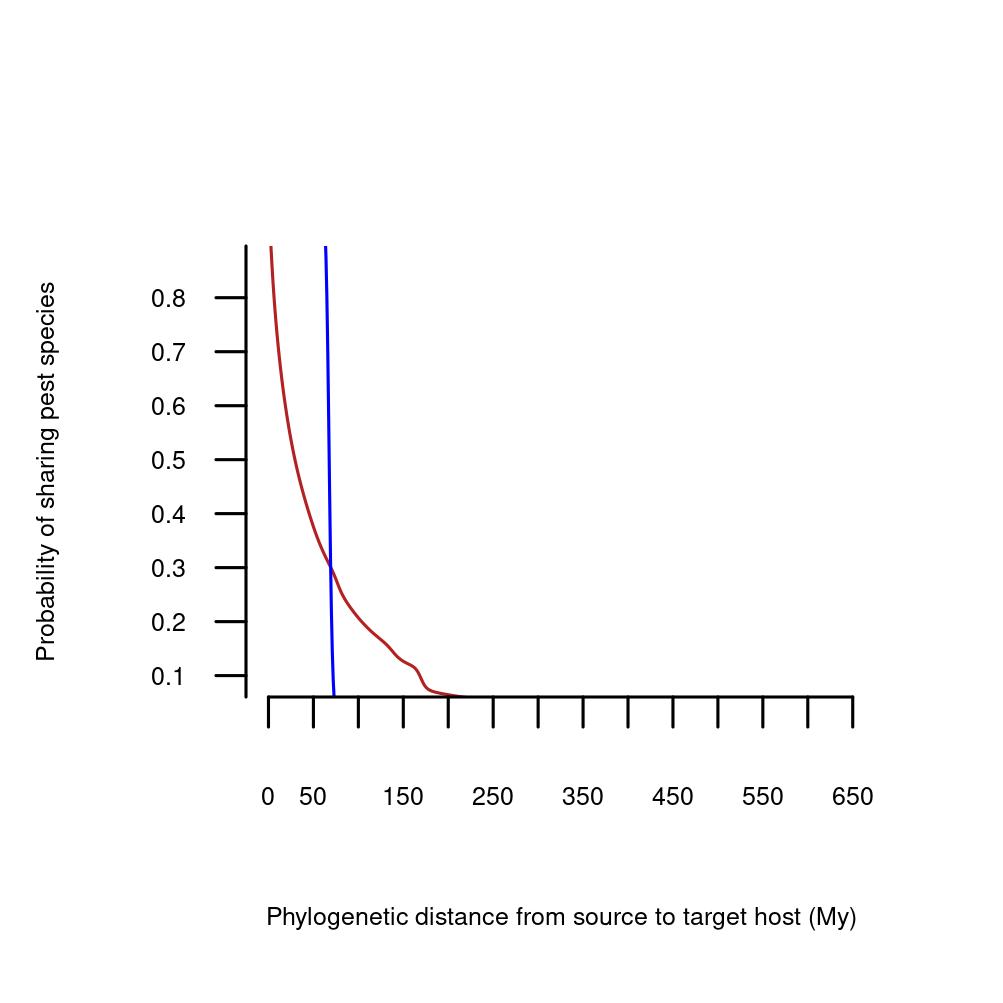 Probability of sharing pest species
0.8
0.7
0.6
0.5
0.4
0.3
0.2
0.1
0 50 150 250 350 450 550 650
Phylogenetic distance from source to target host (My)